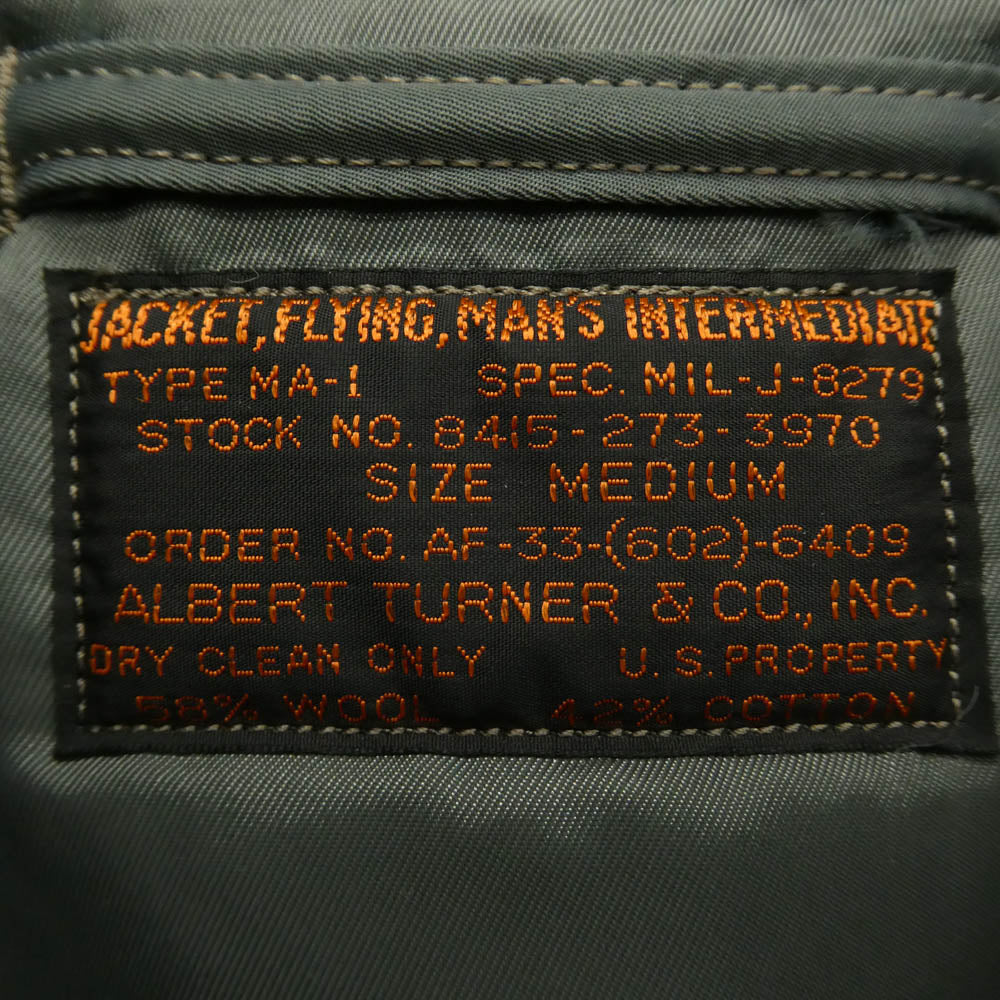 JACKET, FLYING, MAN'S INTERMEDIATE
TYPE MA-1 SPEC. MIL-J-8279
STOCK NO. 8415-273-3970
SIZE MEDIUM
ORDER NO. AF-33-(602)-6409
ALBERT TURNER & CO., INC.
DRY CLEAN ONLY U.S. PROPERTY
58% WOOL 42% COTTON